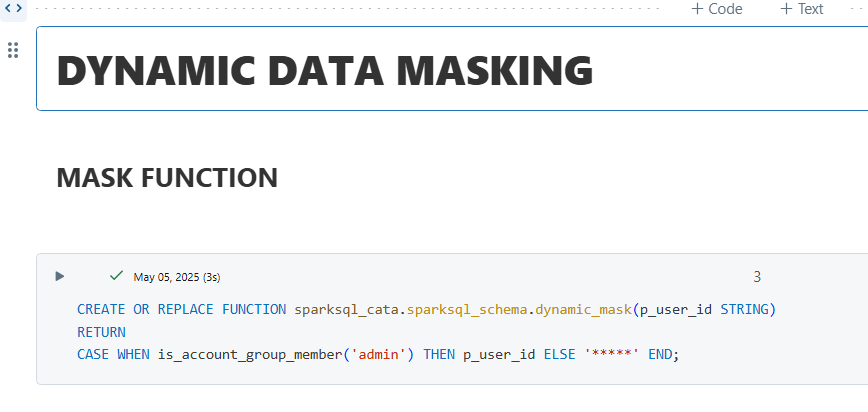 + Code + Text
DYNAMIC DATA MASKING
MASK FUNCTION
May 05, 2025 (3s) 3
CREATE OR REPLACE FUNCTION sparksql_cata.sparksql_schema.dynamic_mask(p_user_id STRING)
RETURN
CASE WHEN is_account_group_member('admin') THEN p_user_id ELSE '*****' END;